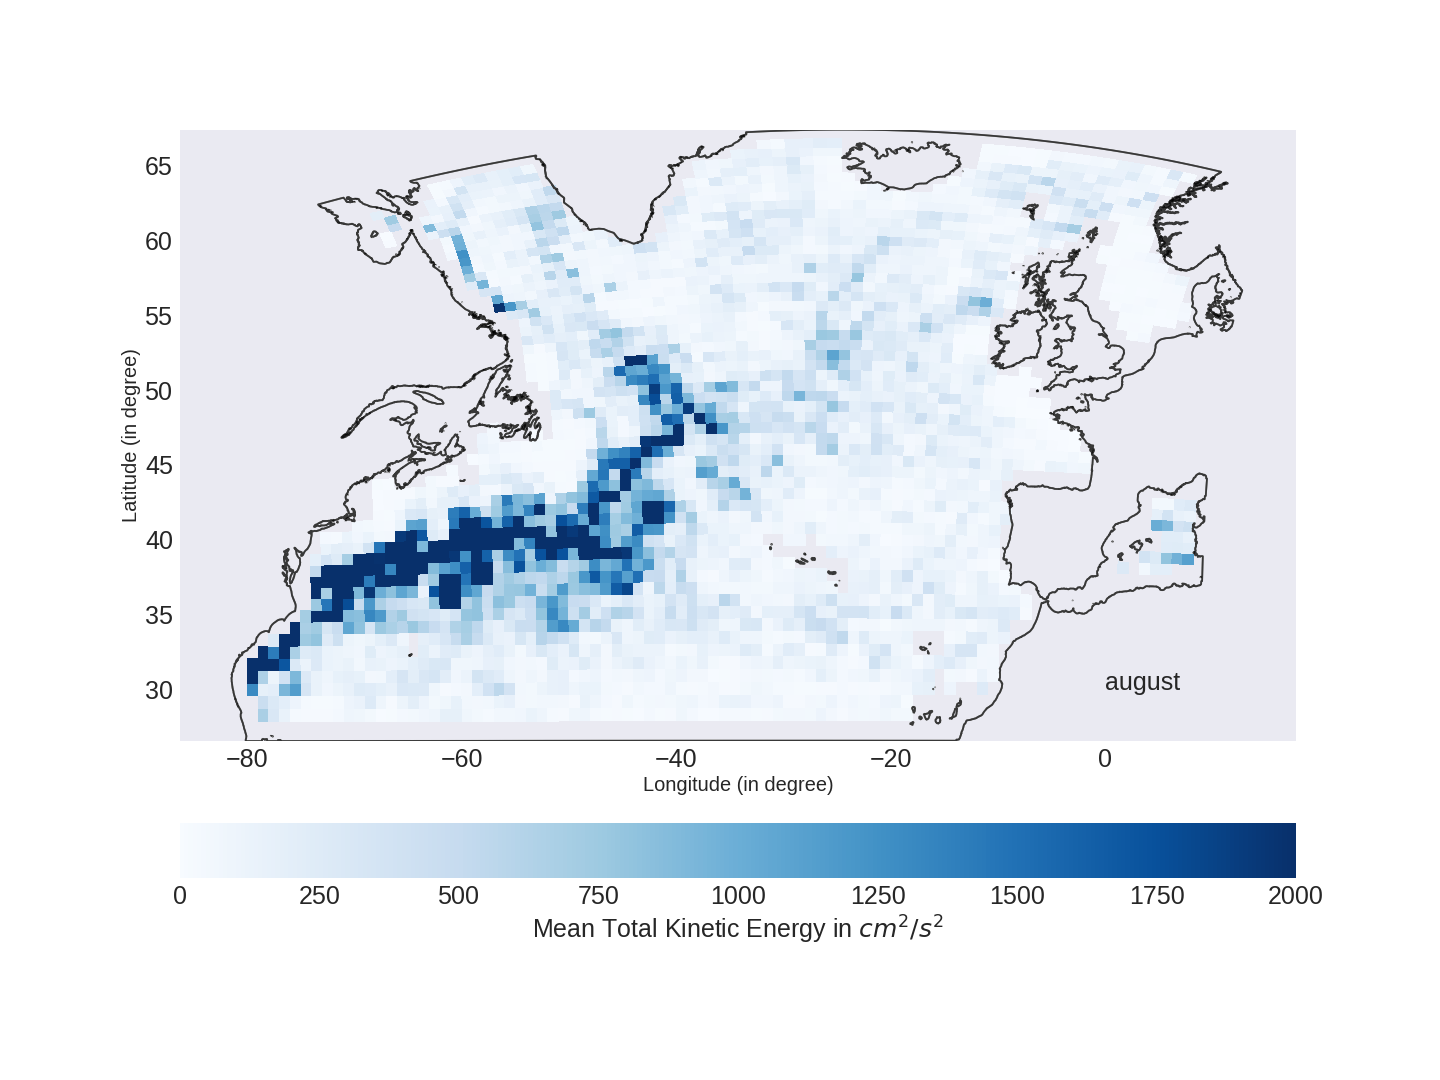 65
60
55
50
45
40
35
30
Latitude (in degree)
august
−80 −60 −40 −20 0
Longitude (in degree)
0 250 500 750 1000 1250 1500 1750 2000
Mean Total Kinetic Energy in cm²/s²